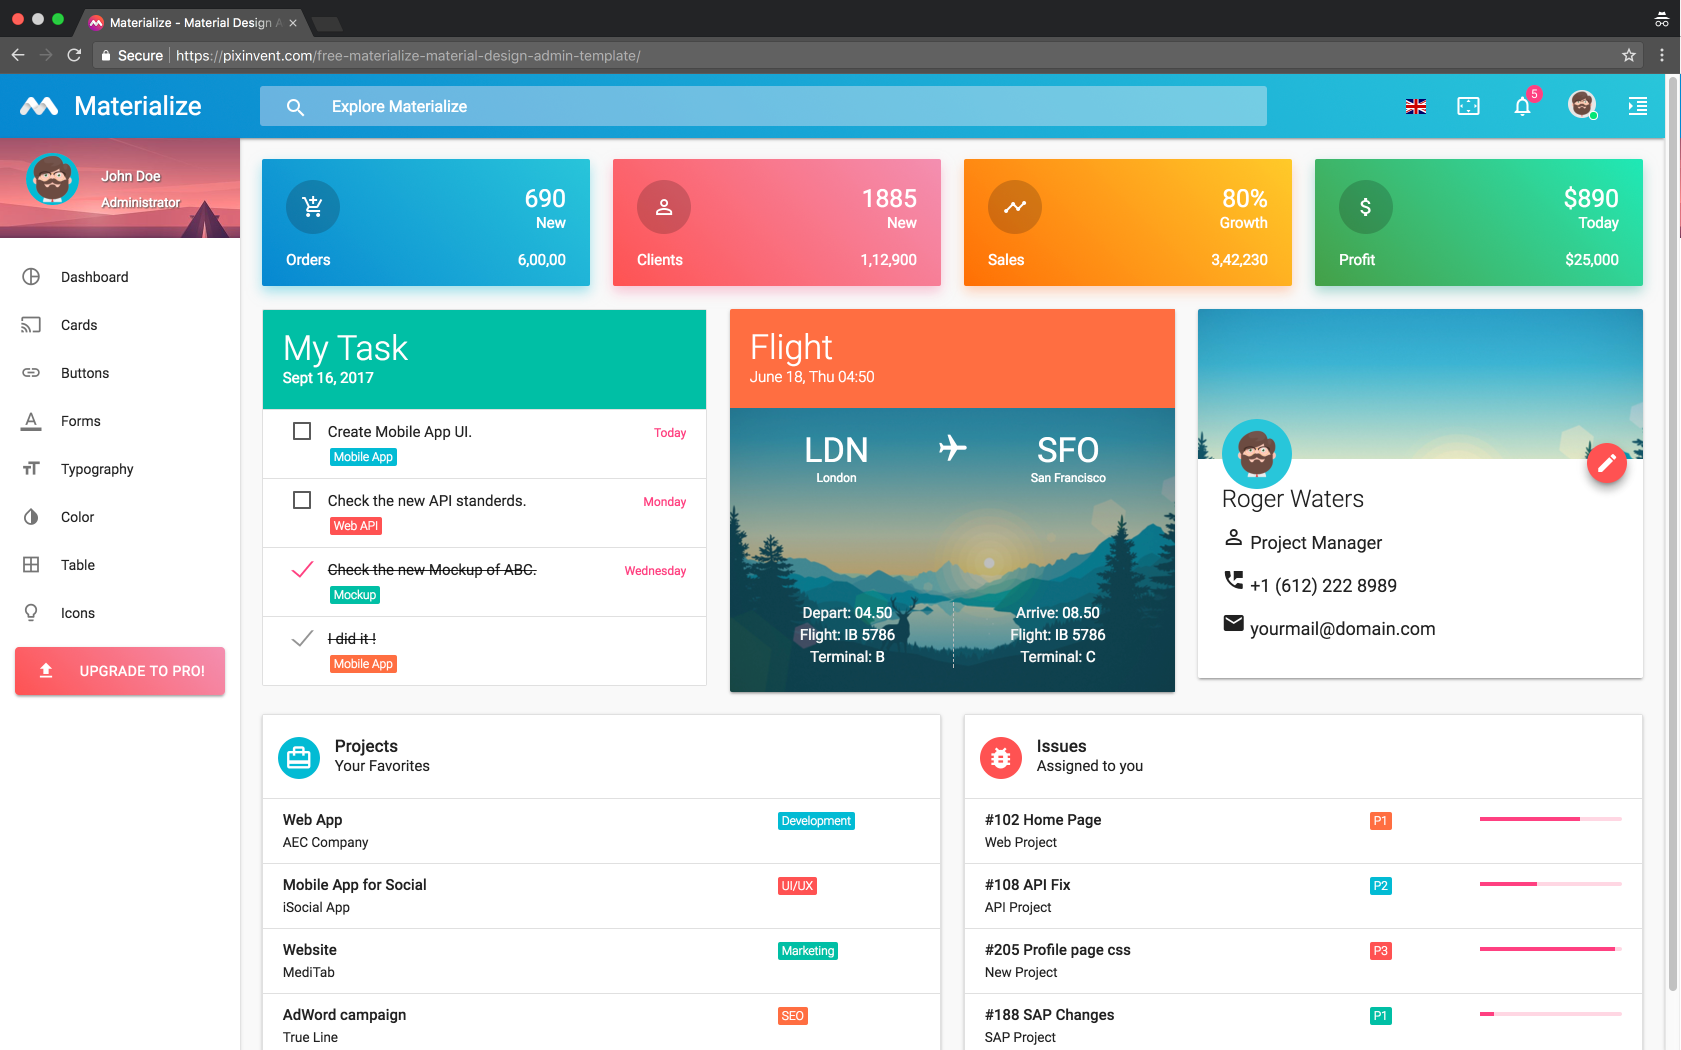 Materialize - Material Design A
Secure
https://pixinvent.com/free-materialize-material-design-admin-template/
Materialize
Explore Materialize
5
John Doe
Administrator
Dashboard
Cards
Buttons
Forms
Typography
Color
Table
Icons
UPGRADE TO PRO!
690
New
Orders 6,00,00
1885
New
Clients 1,12,900
80%
Growth
Sales 3,42,230
$890
Today
Profit $25,000
My Task
Sept 16, 2017
Create Mobile App UI. Today
Mobile App
Check the new API standerds. Monday
Web API
Check the new Mockup of ABC. Wednesday
Mockup
I did it !
Mobile App
Flight
June 18, Thu 04:50
LDN SFO
London San Francisco
Depart: 04.50 Arrive: 08.50
Flight: IB 5786 Flight: IB 5786
Terminal: B Terminal: C
Roger Waters
Project Manager
+1 (612) 222 8989
yourmail@domain.com
Projects
Your Favorites
Web App Development
AEC Company
Mobile App for Social UI/UX
iSocial App
Website Marketing
MediTab
AdWord campaign SEO
True Line
Issues
Assigned to you
#102 Home Page P1
Web Project
#108 API Fix P2
API Project
#205 Profile page css P3
New Project
#188 SAP Changes P1
SAP Project